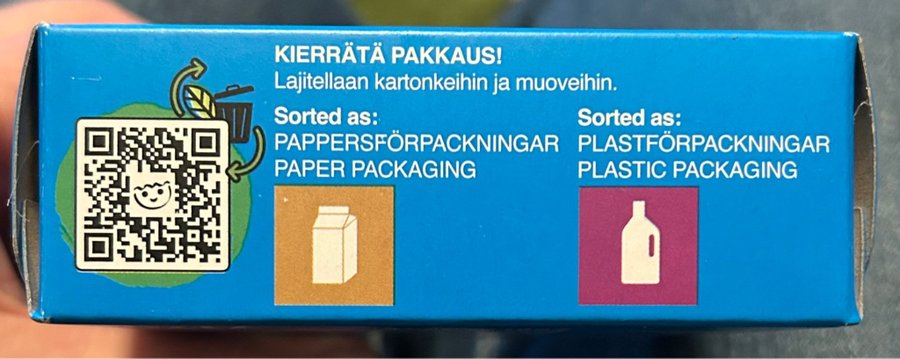 KIERRÄTÄ PAKKAUS!
Lajitellaan kartonkeihin ja muoveihin.
Sorted as:
PAPPERSFÖRPACKNINGAR
PAPER PACKAGING
Sorted as:
PLASTFÖRPACKNINGAR
PLASTIC PACKAGING